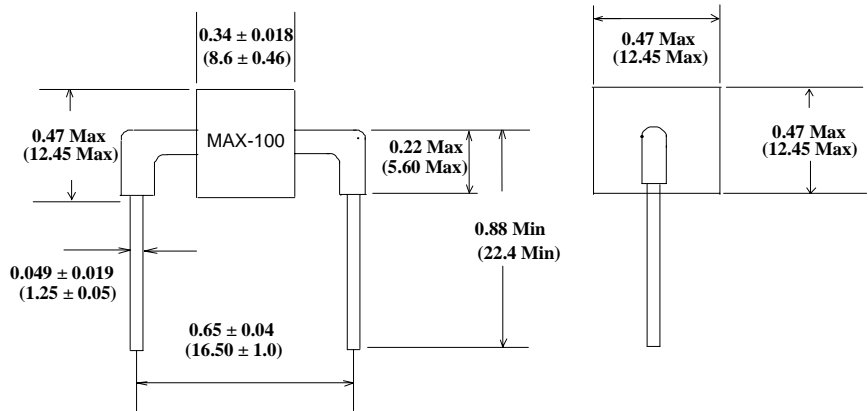 0.34 ± 0.018
(8.6 ± 0.46)
0.47 Max
(12.45 Max)
MAX-100
0.22 Max
(5.60 Max)
0.88 Min
(22.4 Min)
0.049 ± 0.019
(1.25 ± 0.05)
0.65 ± 0.04
(16.50 ± 1.0)
0.47 Max
(12.45 Max)
0.47 Max
(12.45 Max)